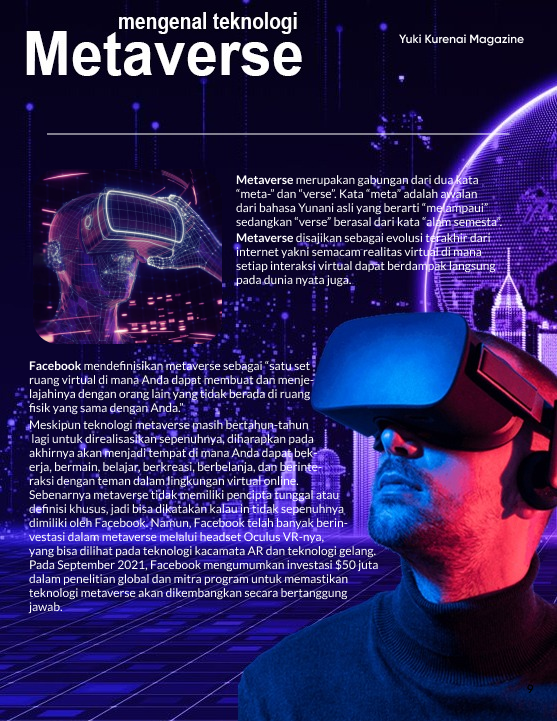 mengenal teknologi
Metaverse
Yuki Kurenai Magazine
Metaverse merupakan gabungan dari dua kata
“meta-” dan “verse”. Kata “meta” adalah awalan
dari bahasa Yunani asli yang berarti “melampaui”
sedangkan “verse” berasal dari kata “alam semesta”.
Metaverse disajikan sebagai evolusi terakhir dari
internet yakni semacam realitas virtual di mana
setiap interaksi virtual dapat berdampak langsung
pada dunia nyata juga.
Facebook mendefinisikan metaverse sebagai “satu set
ruang virtual di mana Anda dapat membuat dan menje-
lajahinya dengan orang lain yang tidak berada di ruang
fisik yang sama dengan Anda.”
Meskipun teknologi metaverse masih bertahun-tahun
lagi untuk direalisasikan sepenuhnya, diharapkan pada
akhirnya akan menjadi tempat di mana Anda dapat bek-
erja, bermain, belajar, berkreasi, berbelanja, dan berinte-
raksi dengan teman dalam lingkungan virtual online.
Sebenarnya metaverse tidak memiliki pencipta tunggal atau
definisi khusus, jadi bisa dikatakan kalau in tidak sepenuhnya
dimiliki oleh Facebook. Namun, Facebook telah banyak berin-
vestasi dalam metaverse melalui headset Oculus VR-nya,
yang bisa dilihat pada teknologi kacamata AR dan teknologi gelang.
Pada September 2021, Facebook mengumumkan investasi $50 juta
dalam penelitian global dan mitra program untuk memastikan
teknologi metaverse akan dikembangkan secara bertanggung
jawab.
9